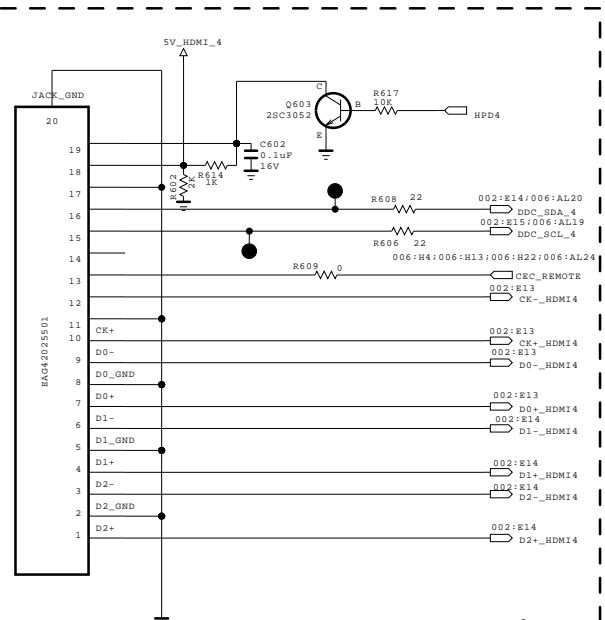 5V_HDMI_4
JACK_GND
20
C
Q603
2SC3052
B
E
R617
10K
HPD4
19
C602
0.1uF
16V
18
R602
2K
R614
1K
17
16
R608 22
002:E14;006:AL20
DDC_SDA_4
002:E15;006:AL19
15
DDC_SCL_4
R606 22
14
006:H4;006:H13;006:H22;006:AL24
R609 0
13
CEC_REMOTE
002:E13
12
CK-_HDMI4
11
EAG42025501
CK+
002:E13
10
CK+_HDMI4
D0-
002:E13
9
D0-_HDMI4
D0_GND
8
D0+
002:E13
7
D0+_HDMI4
D1-
002:E14
6
D1-_HDMI4
D1_GND
5
D1+
002:E14
4
D1+_HDMI4
D2-
002:E14
3
D2-_HDMI4
D2_GND
2
D2+
002:E14
1
D2+_HDMI4